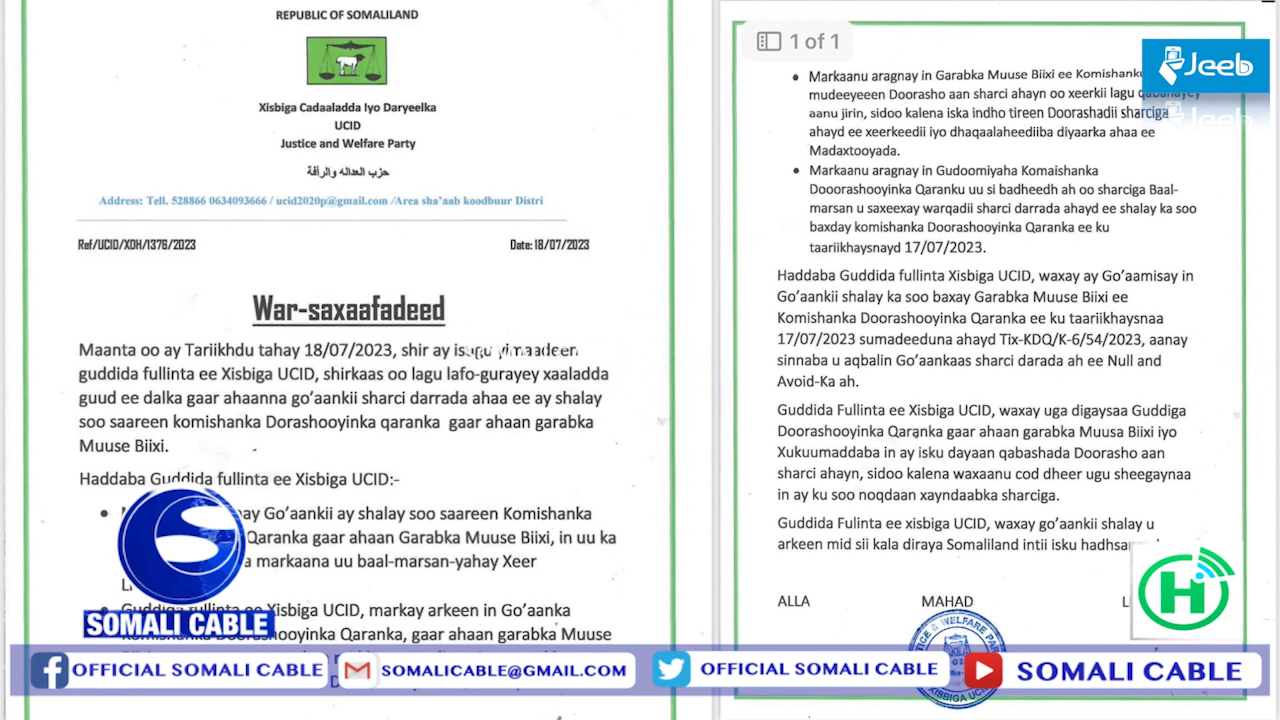 REPUBLIC OF SOMALILAND
Xisbiga Cadaaladda Iyo Daryeelka
UCID
Justice and Welfare Party
حزب العداله والرأفة
Address: Tell. 528866 0634093666 / ucid2020p@gmail.com /Area sha'aab koodbuur Distri
Ref/UCID/XDH/1376/2023 Date: 18/07/2023
War-saxaafadeed
Maanta oo ay Tariikhdu tahay 18/07/2023, shir ay isugu yimaadeen
guddida fullinta ee Xisbiga UCID, shirkaas oo lagu lafo-gurayey xaaladda
guud ee dalka gaar ahaanna go'aankii sharci darrada ahaa ee ay shalay
soo saareen komishanka Dorashooyinka qaranka gaar ahaan garabka
Muuse Biixi.
Haddaba Guddida fullinta ee Xisbiga UCID:-
• Go'aankii ay shalay soo saareen Komishanka
Qaranka gaar ahaan Garabka Muuse Biixi, in uu ka
markaana uu baal-marsan-yahay Xeer
• Guddida fullinta ee Xisbiga UCID, markay arkeen in Go'aanka
komishanka Doorashooyinka Qaranka, gaar ahaan garabka Muuse
1 of 1
• Markaanu aragnay in Garabka Muuse Biixi ee
mudeeyeeen Doorasho aan sharci ahayn oo xeerkii lagu
aanu jirin, sidoo kalena iska indho tireen Doorashadii sharciga
ahayd ee xeerkeedii iyo dhaqaalaheediiba diyaarka ahaa ee
Madaxtooyada.
• Markaanu aragnay in Gudoomiyaha Komaishanka
Dooorashooyinka Qaranku uu si badheedh ah oo sharciga Baal-
marsan u saxeexay warqadii sharci darrada ahayd ee shalay ka soo
baxday komishanka Doorashooyinka Qaranka ee ku
taariikhaysnayd 17/07/2023.
Haddaba Guddida fullinta Xisbiga UCID, waxay ay Go'aamisay in
Go'aankii shalay ka soo baxay Garabka Muuse Biixi ee
Komishanka Doorashooyinka Qaranka ee ku taariikhaysnaa
17/07/2023 sumadeeduna ahayd Tix-KDQ/K-6/54/2023, aanay
sinnaba u aqbalin Go'aankaas sharci darada ah ee Null and
Avoid-Ka ah.
Guddida Fullinta ee Xisbiga UCID, waxay uga digaysaa Guddiga
Doorashooyinka Qaranka gaar ahaan garabka Muusa Biixi iyo
Xukuumaddaba in ay isku dayaan qabashada Doorasho aan
sharci ahayn, sidoo kalena waxaanu cod dheer ugu sheegaynaa
in ay ku soo noqdaan xayndaabka sharciga.
Guddida Fulinta ee xisbiga UCID, waxay go'aankii shalay u
arkeen mid sii kala diraya Somaliland intii isku
ALLA MAHAD
Jeeb
SOMALI CABLE
H
OFFICIAL SOMALI CABLE SOMALICABLE@GMAIL.COM OFFICIAL SOMALI CABLE SOMALI CABLE